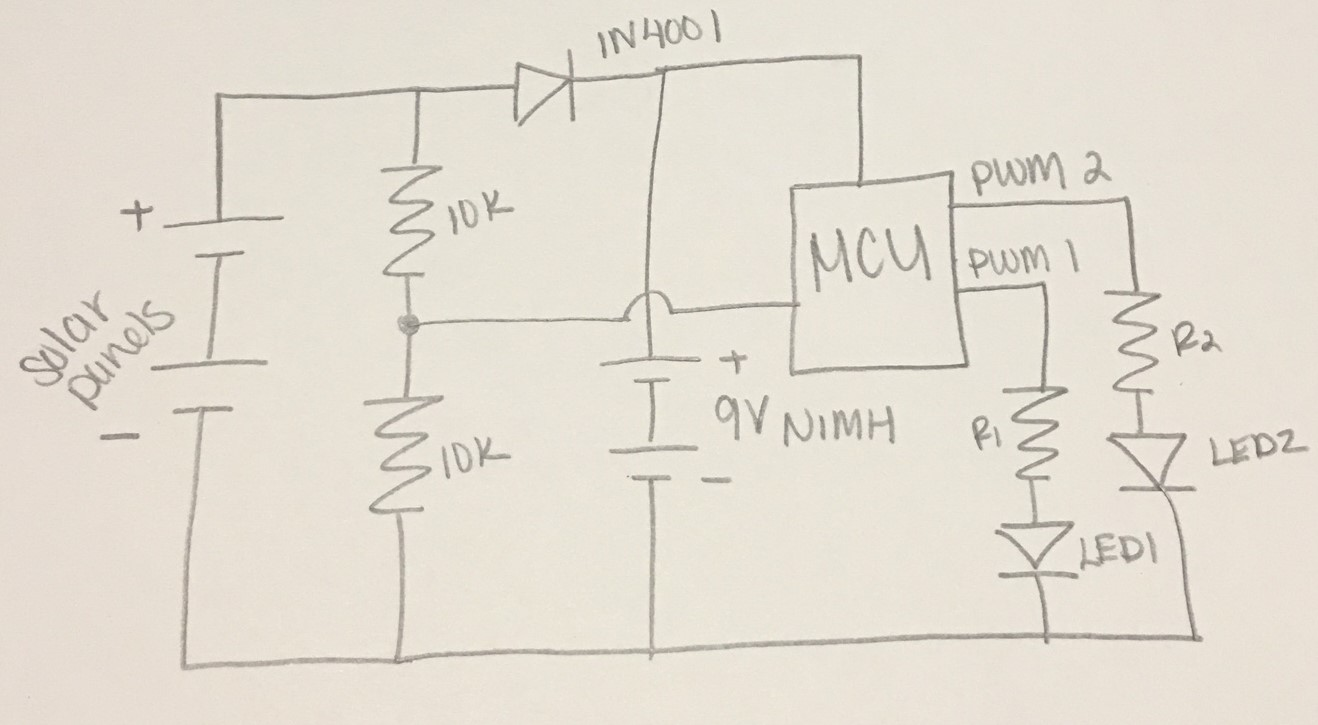 1N4001
PWM 2
+
10K
MCU
PWM 1
Solar
panels
R2
+
9V NiMH
R1
LED2
-
10K
-
LED1